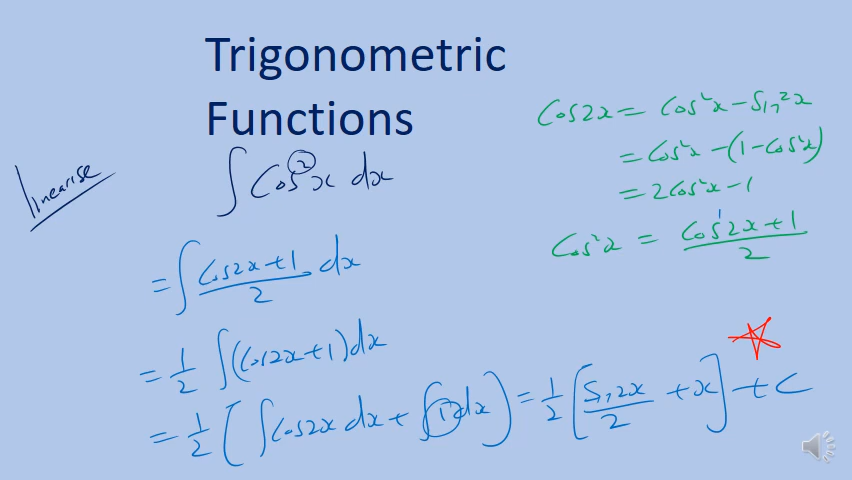 Trigonometric
Functions
linearise
∫ Cos²x dx
= ∫ Cos2x+1/2 dx
= 1/2 ∫(Cos2x+1)dx
= 1/2 (∫Cos2x dx + ∫1dx) = 1/2 [Sin2x/2 + x] + C
Cos2x = Cos²x - Sin²x
= Cos²x - (1 - Cos²x)
= 2Cos²x - 1
Cos²x = Cos2x+1/2